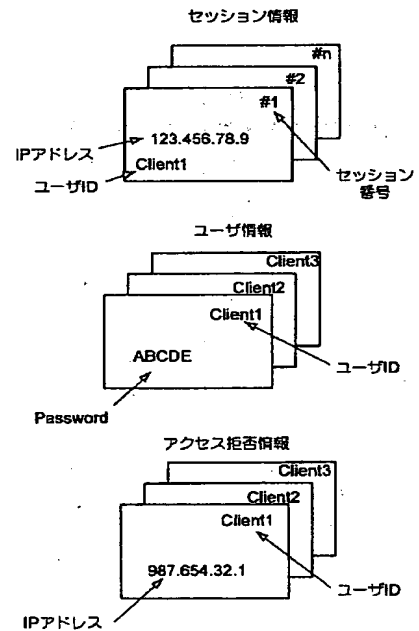 セッション情報
#n
#2
#1
123.456.78.9
IPアドレス
Client1
ユーザID
セッション
番号
ユーザ情報
Client3
Client2
Client1
ABCDE
ユーザID
Password
アクセス拒否情報
Client3
Client2
Client1
987.654.32.1
ユーザID
IPアドレス